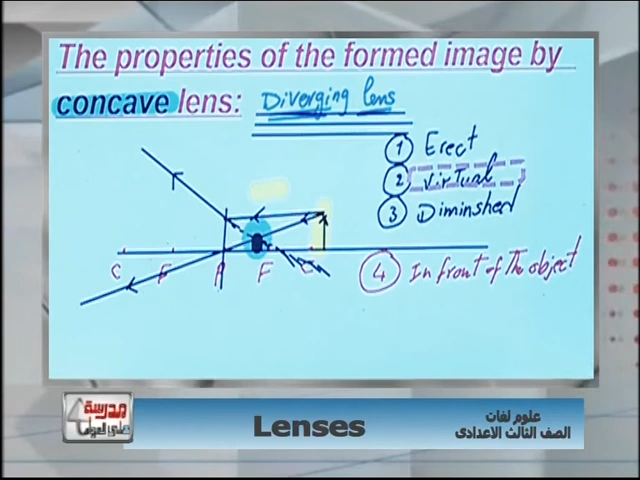 The properties of the formed image by
concave lens: Diverging lens
1 Erect
2 Virtual
3 Diminshed
C F P F C
4 In front of The object
مدرسة
على الهواء
Lenses
علوم لغات
الصف الثالث الاعدادى